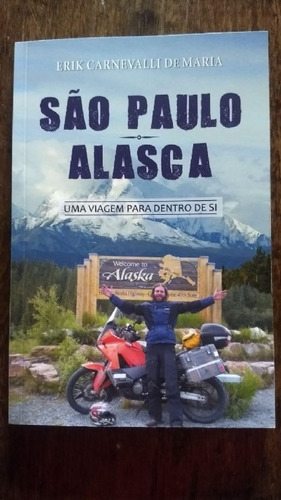 ERIK CARNEVALLI DE MARIA
SÃO PAULO
ALASCA
UMA VIAGEM PARA DENTRO DE SI
Welcome to
Alaska